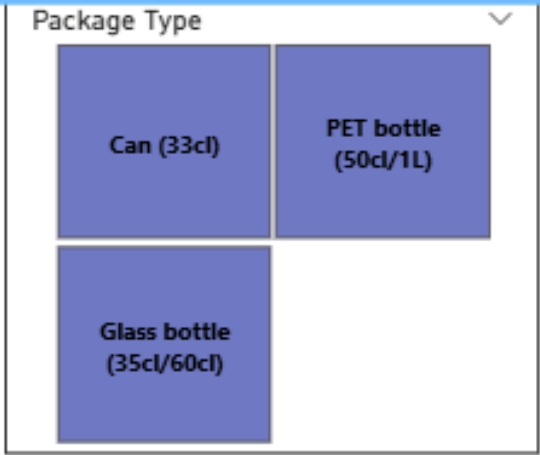 Package Type
Can (33cl)
PET bottle
(50cl/1L)
Glass bottle
(35cl/60cl)